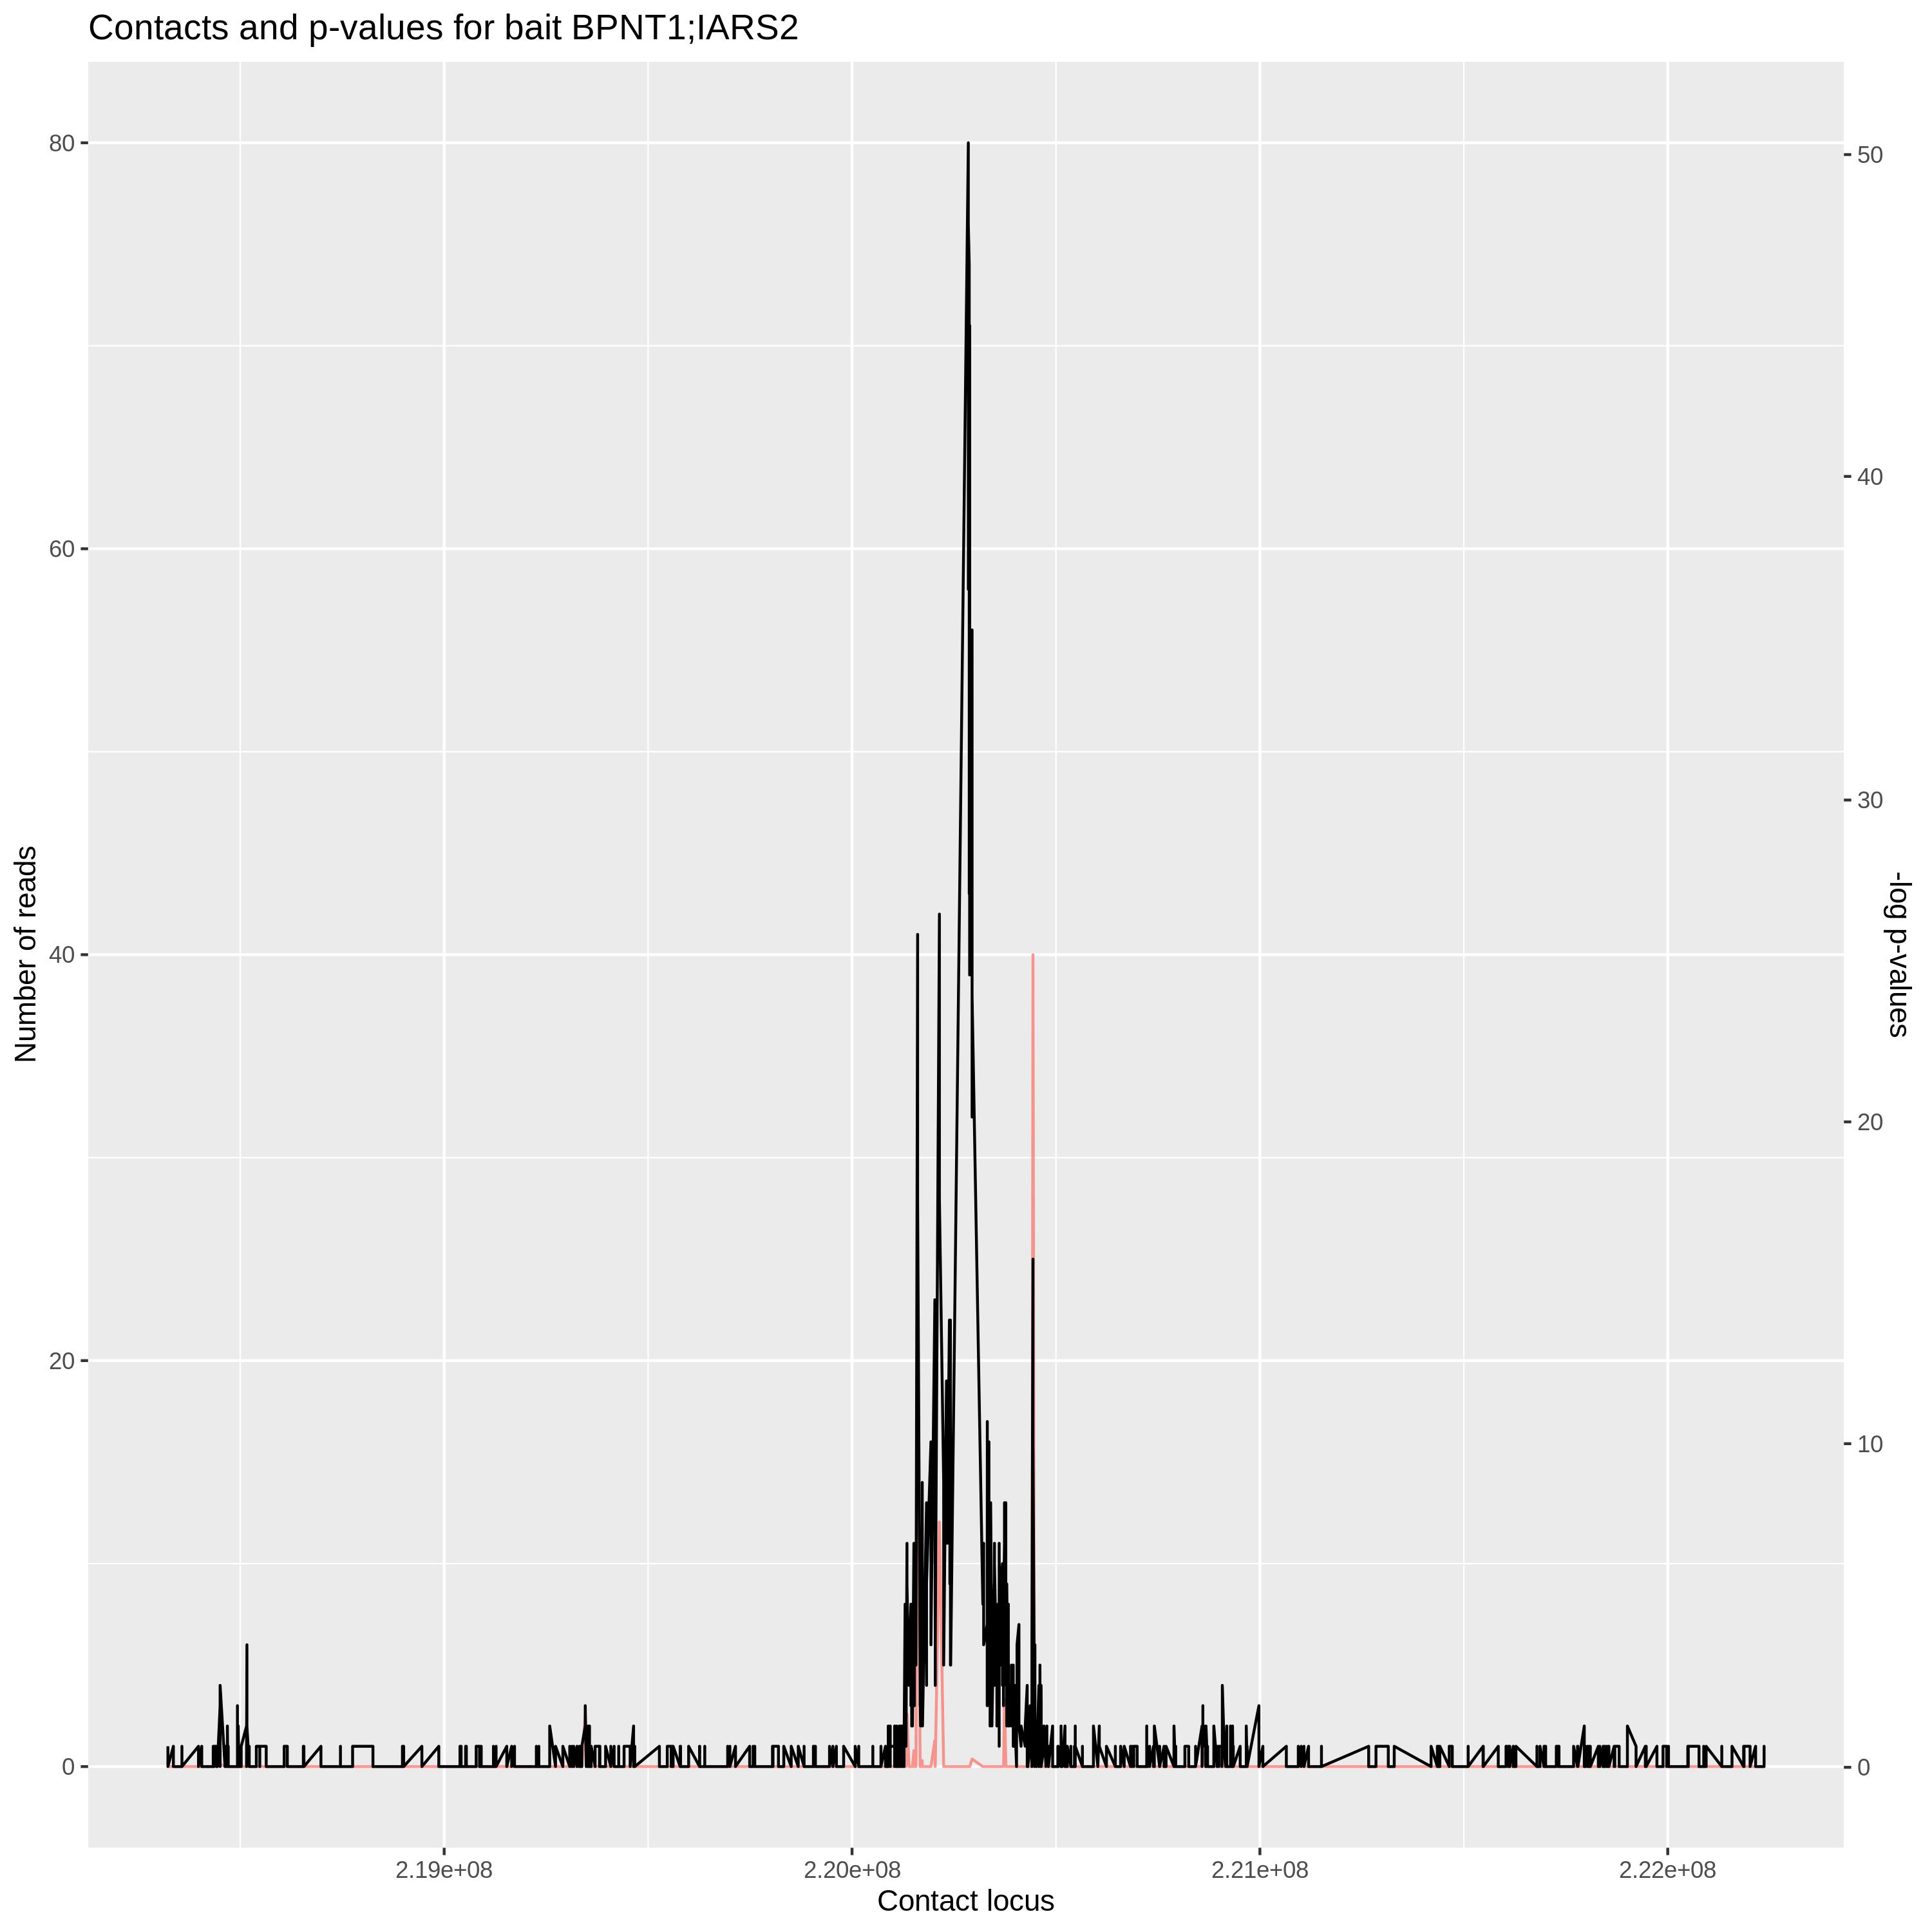 Contacts and p-values for bait BPNT1;IARS2
80
60
40
20
0
Number of reads
50
40
30
20
10
0
-log p-values
2.19e+08
2.20e+08
2.21e+08
2.22e+08
Contact locus